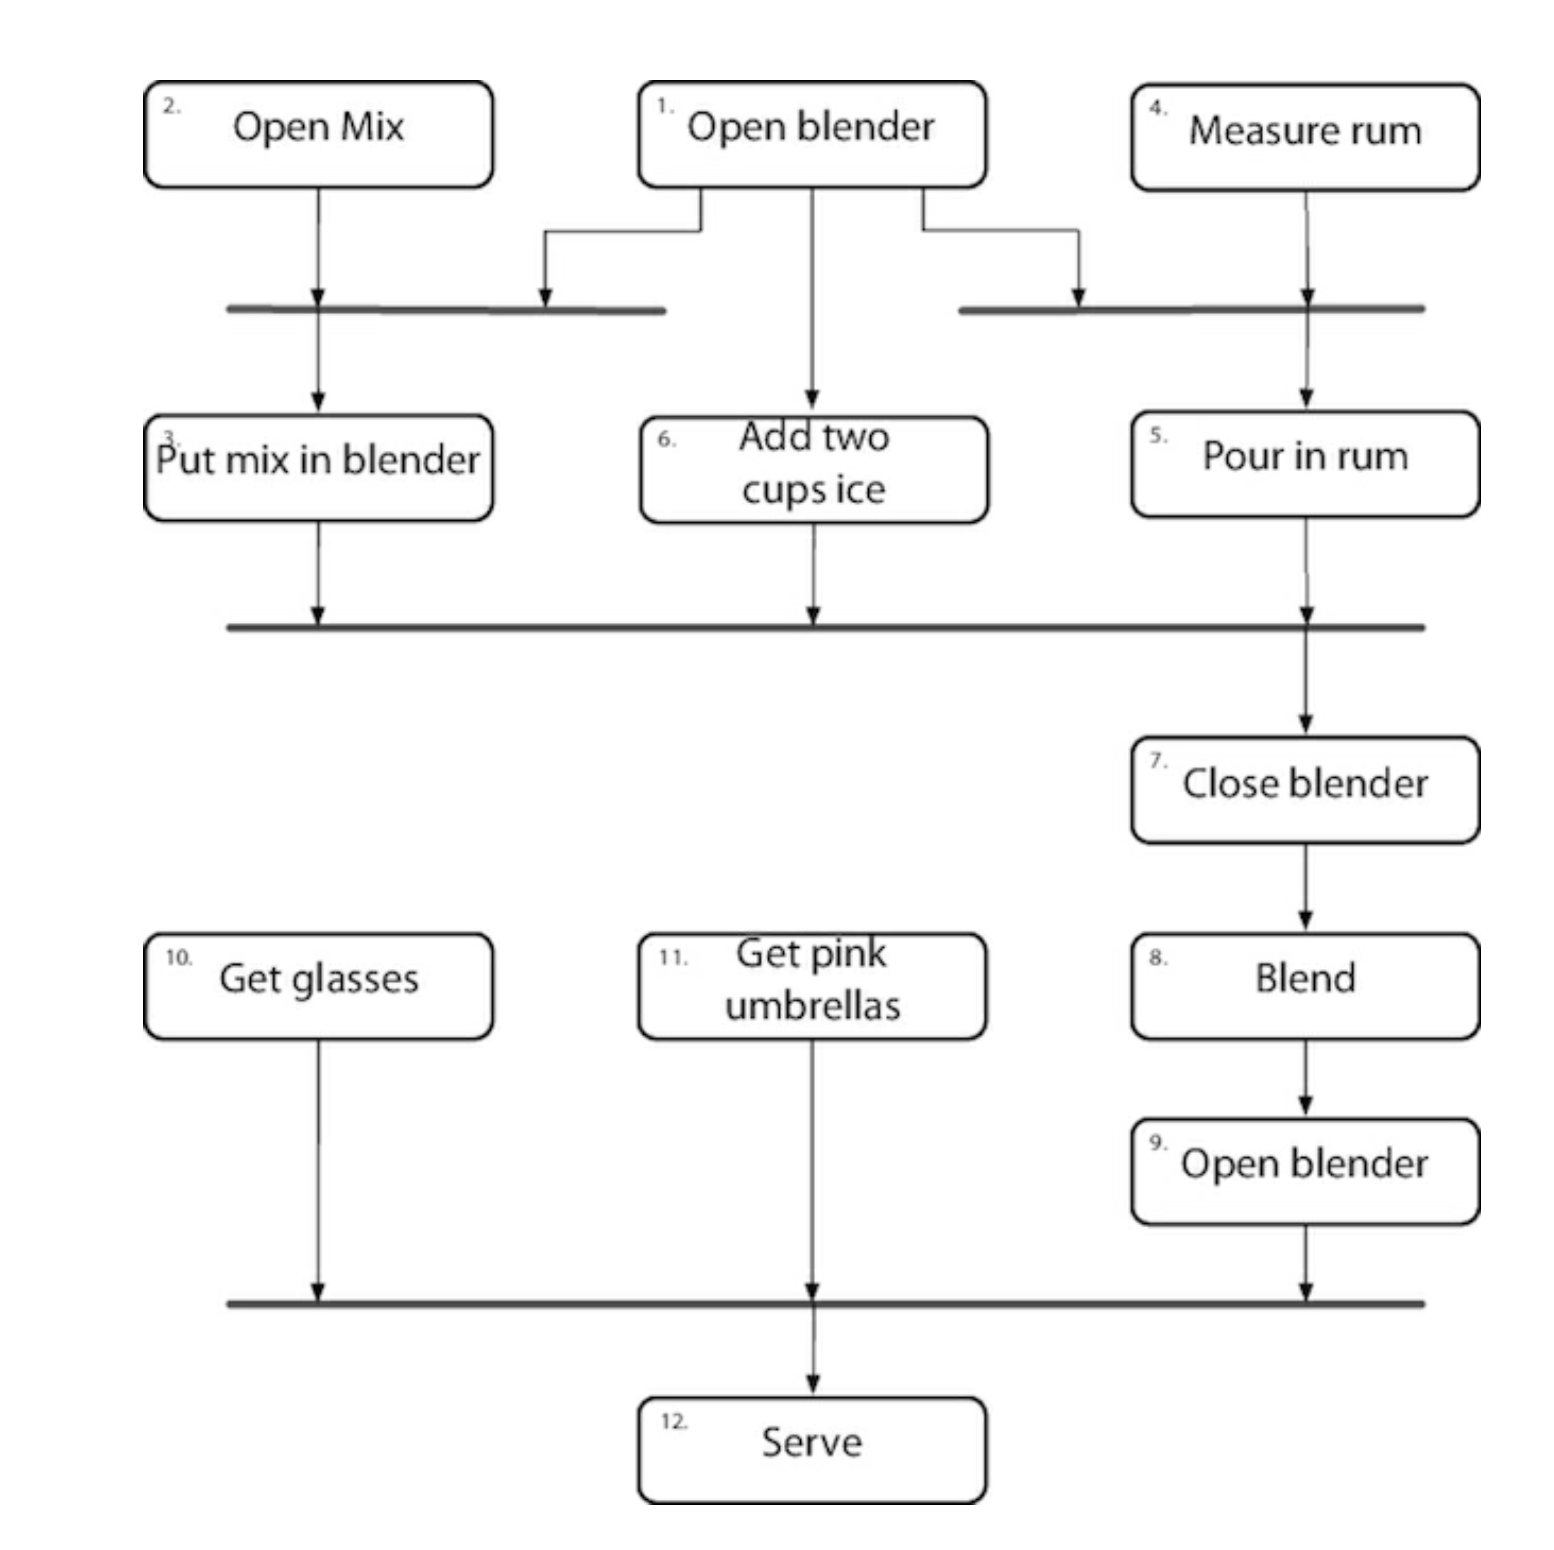 2.
Open Mix
1.
Open blender
4.
Measure rum
3.
Put mix in blender
6.
Add two
cups ice
5.
Pour in rum
7.
Close blender
10.
Get glasses
11.
Get pink
umbrellas
8.
Blend
9.
Open blender
12.
Serve